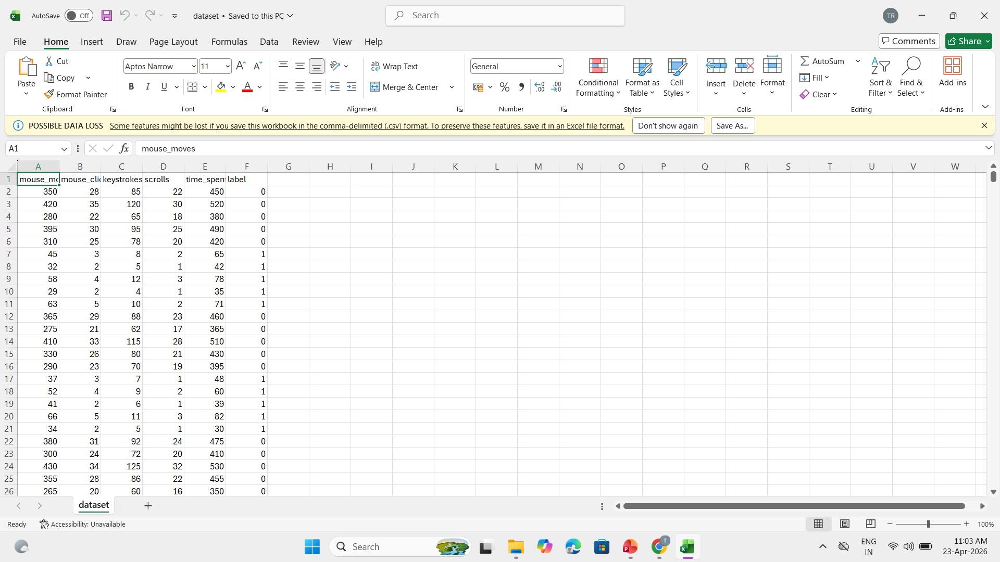 AutoSave Off dataset • Saved to this PC Search TR
File Home Insert Draw Page Layout Formulas Data Review View Help Comments Share
Paste Cut Copy Format Painter Clipboard
Aptos Narrow 11 B I U A Font
Wrap Text Merge & Center Alignment
General % Number
Conditional Formatting Format as Table Cell Styles Styles
Insert Delete Format Cells
AutoSum Fill Clear Sort & Filter Find & Select Editing
Add-ins Add-ins
POSSIBLE DATA LOSS Some features might be lost if you save this workbook in the comma-delimited (.csv) format. To preserve these features, save it in an Excel file format. Don't show again Save As...
A1 fx mouse_moves
A B C D E F G H I J K L M N O P Q R S T U V W
1 mouse_mo mouse_clic keystrokes scrolls time_spent label
2 350 28 85 22 450 0
3 420 35 120 30 520 0
4 280 22 65 18 380 0
5 395 30 95 25 490 0
6 310 25 78 20 420 0
7 45 3 8 2 65 1
8 32 2 5 1 42 1
9 58 4 12 3 78 1
10 29 2 4 1 35 1
11 63 5 10 2 71 1
12 365 29 88 23 460 0
13 275 21 62 17 365 0
14 410 33 115 28 510 0
15 330 26 80 21 430 0
16 290 23 70 19 395 0
17 37 3 7 1 48 1
18 52 4 9 2 60 1
19 41 2 6 1 39 1
20 66 5 11 3 82 1
21 34 2 5 1 30 1
22 380 31 92 24 475 0
23 300 24 72 20 410 0
24 430 34 125 32 530 0
25 355 28 86 22 455 0
26 265 20 60 16 350 0
dataset
Ready Accessibility: Unavailable 100%
Search ENG IN 11:03 AM 23-Apr-2026